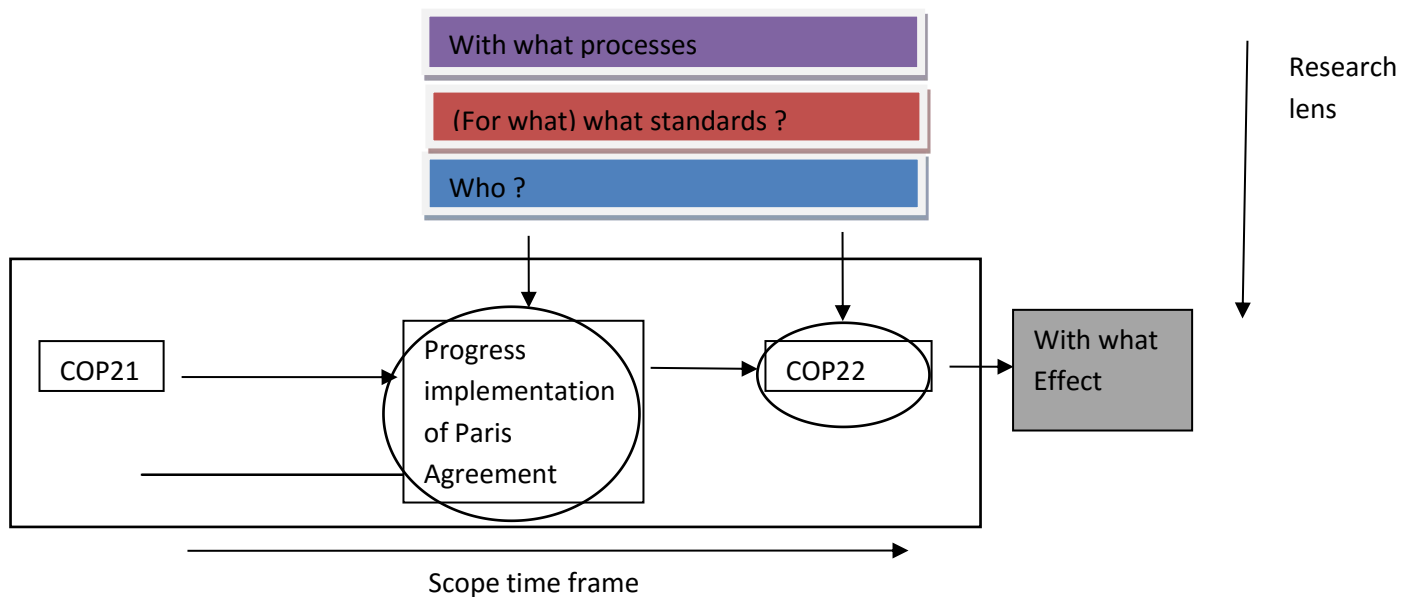 With what processes
(For what) what standards ?
Who ?
Research
lens
COP21
Progress
implementation
of Paris
Agreement
COP22
With what
Effect
Scope time frame